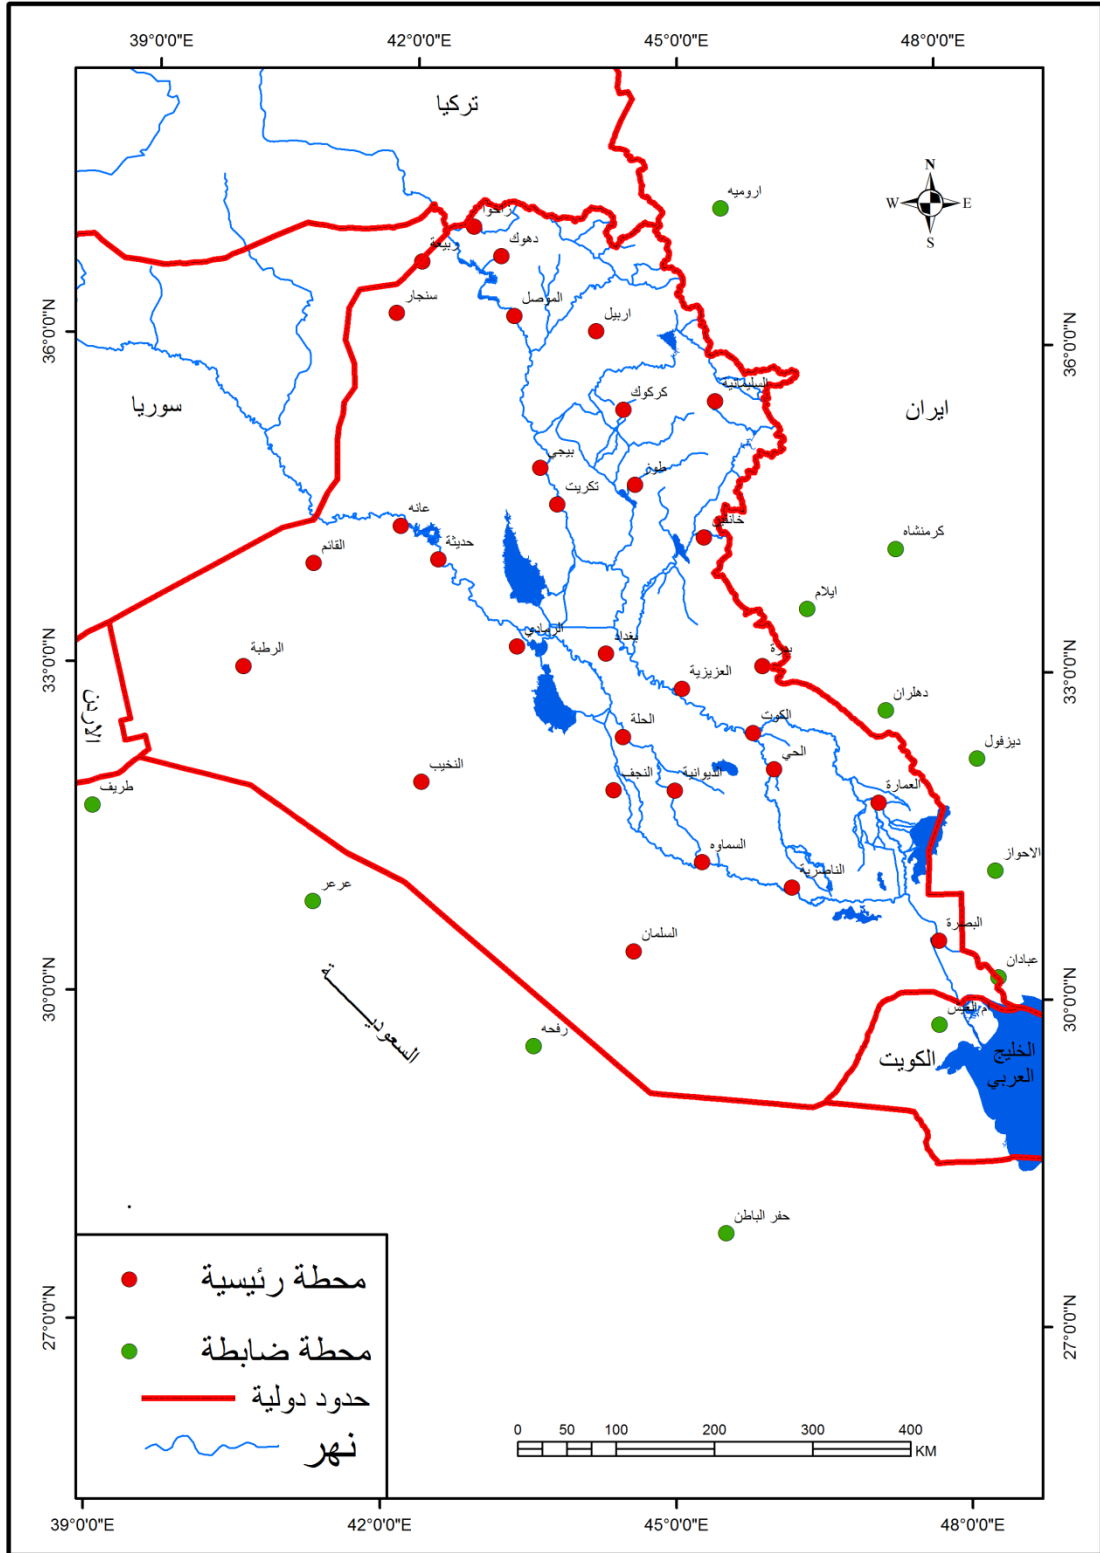 39°0'0"E 42°0'0"E 45°0'0"E 48°0'0"E
تركيا
N
W E
S
اروميه
زاخوا
دهوك
ربيعة
سنجار
الموصل
اربيل
36°0'0"N
36°0'0"N
سوريا
ايران
السليمانية
كركوك
بيجي
طوز
تكريت
عانه
خانقين
حديثة
القائم
كرمنشاه
ايلام
33°0'0"N
33°0'0"N
الرمادي
بغداد
بدرة
الرطبة
العزيزية
الاردن
دهلران
الكوت
الحلة
الحي
ديزفول
النخيب
النجف
الديوانية
طريف
العمارة
السماوه
الناصرية
الاحواز
عرعر
البصرة
السلمان
عبادان
30°0'0"N
30°0'0"N
السعوديـــــــة
ام العيس
رفحه
الكويت
الخليج
العربي
حفر الباطن
27°0'0"N
27°0'0"N
محطة رئيسية
محطة ضابطة
حدود دولية
نهر
0 50 100 200 300 400
KM
39°0'0"E 42°0'0"E 45°0'0"E 48°0'0"E